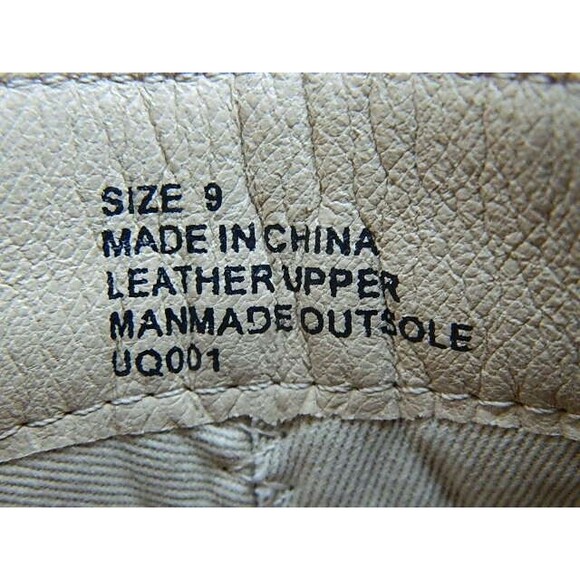 SIZE 9
MADE IN CHINA
LEATHER UPPER
MANMADE OUTSOLE
UQ001